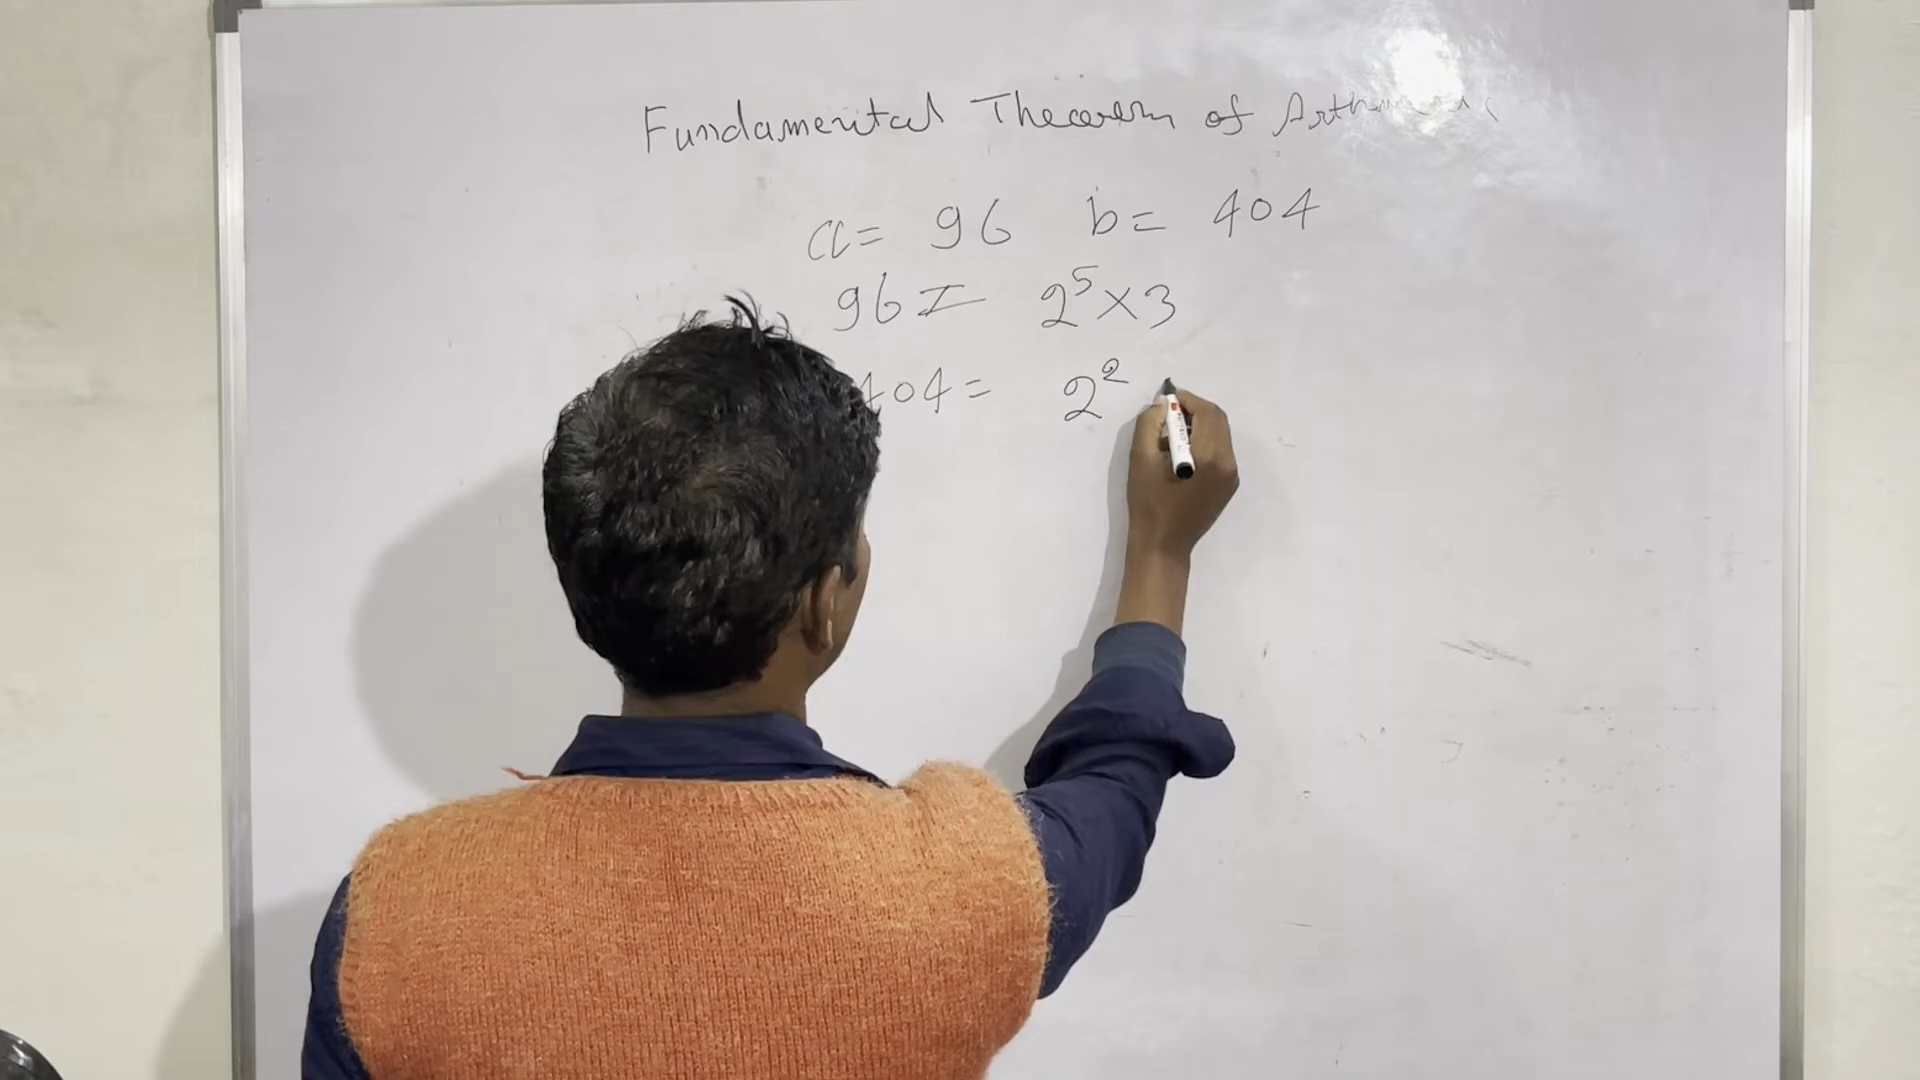 Fundamental Theorem of
a = 96 b = 404
96 = 2⁵ × 3
404 = 2²